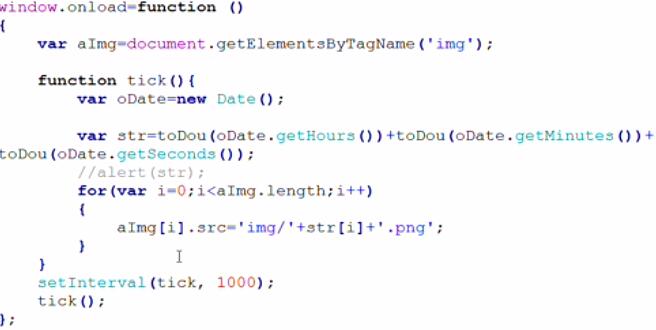 window.onload=function ()
{
    var aImg=document.getElementsByTagName('img');

    function tick(){
        var oDate=new Date();

        var str=toDou(oDate.getHours())+toDou(oDate.getMinutes())+
toDou(oDate.getSeconds());
        //alert(str);
        for(var i=0;i<aImg.length;i++)
        {
            aImg[i].src='img/'+str[i]+'.png';
        }
    }
    setInterval(tick, 1000);
    tick();
};